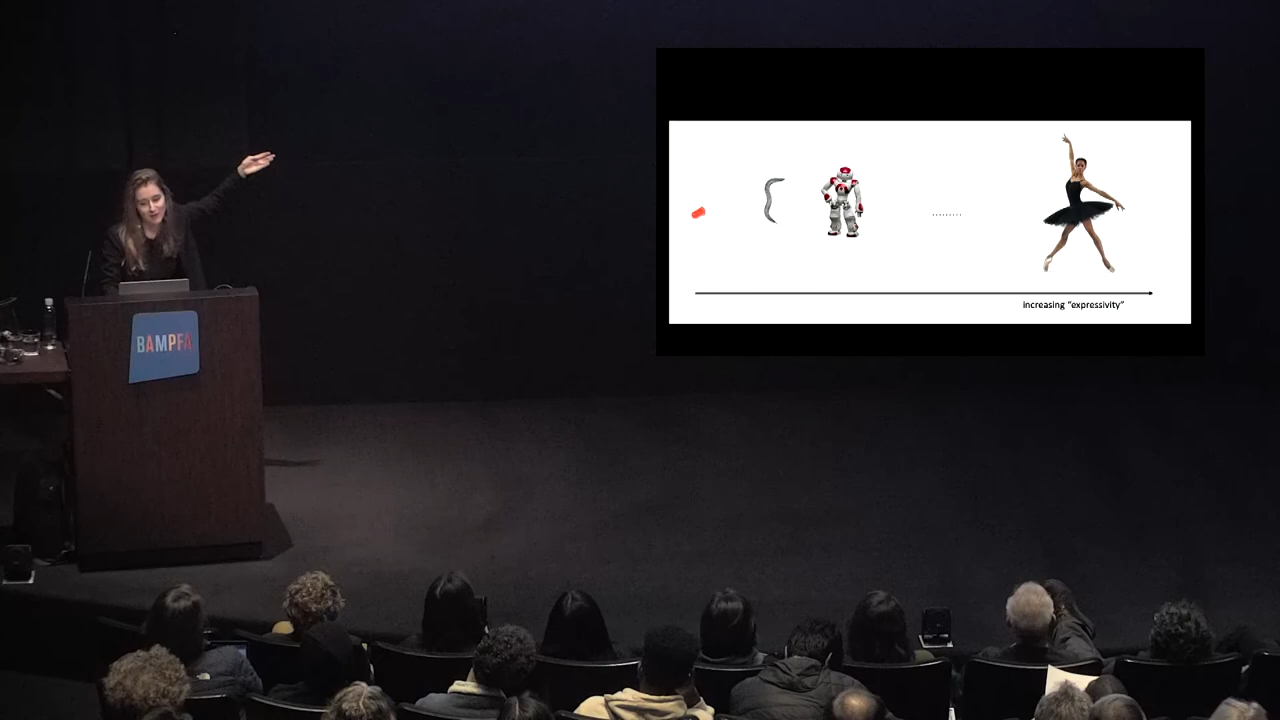 BAMPFA
.........
increasing “expressivity”